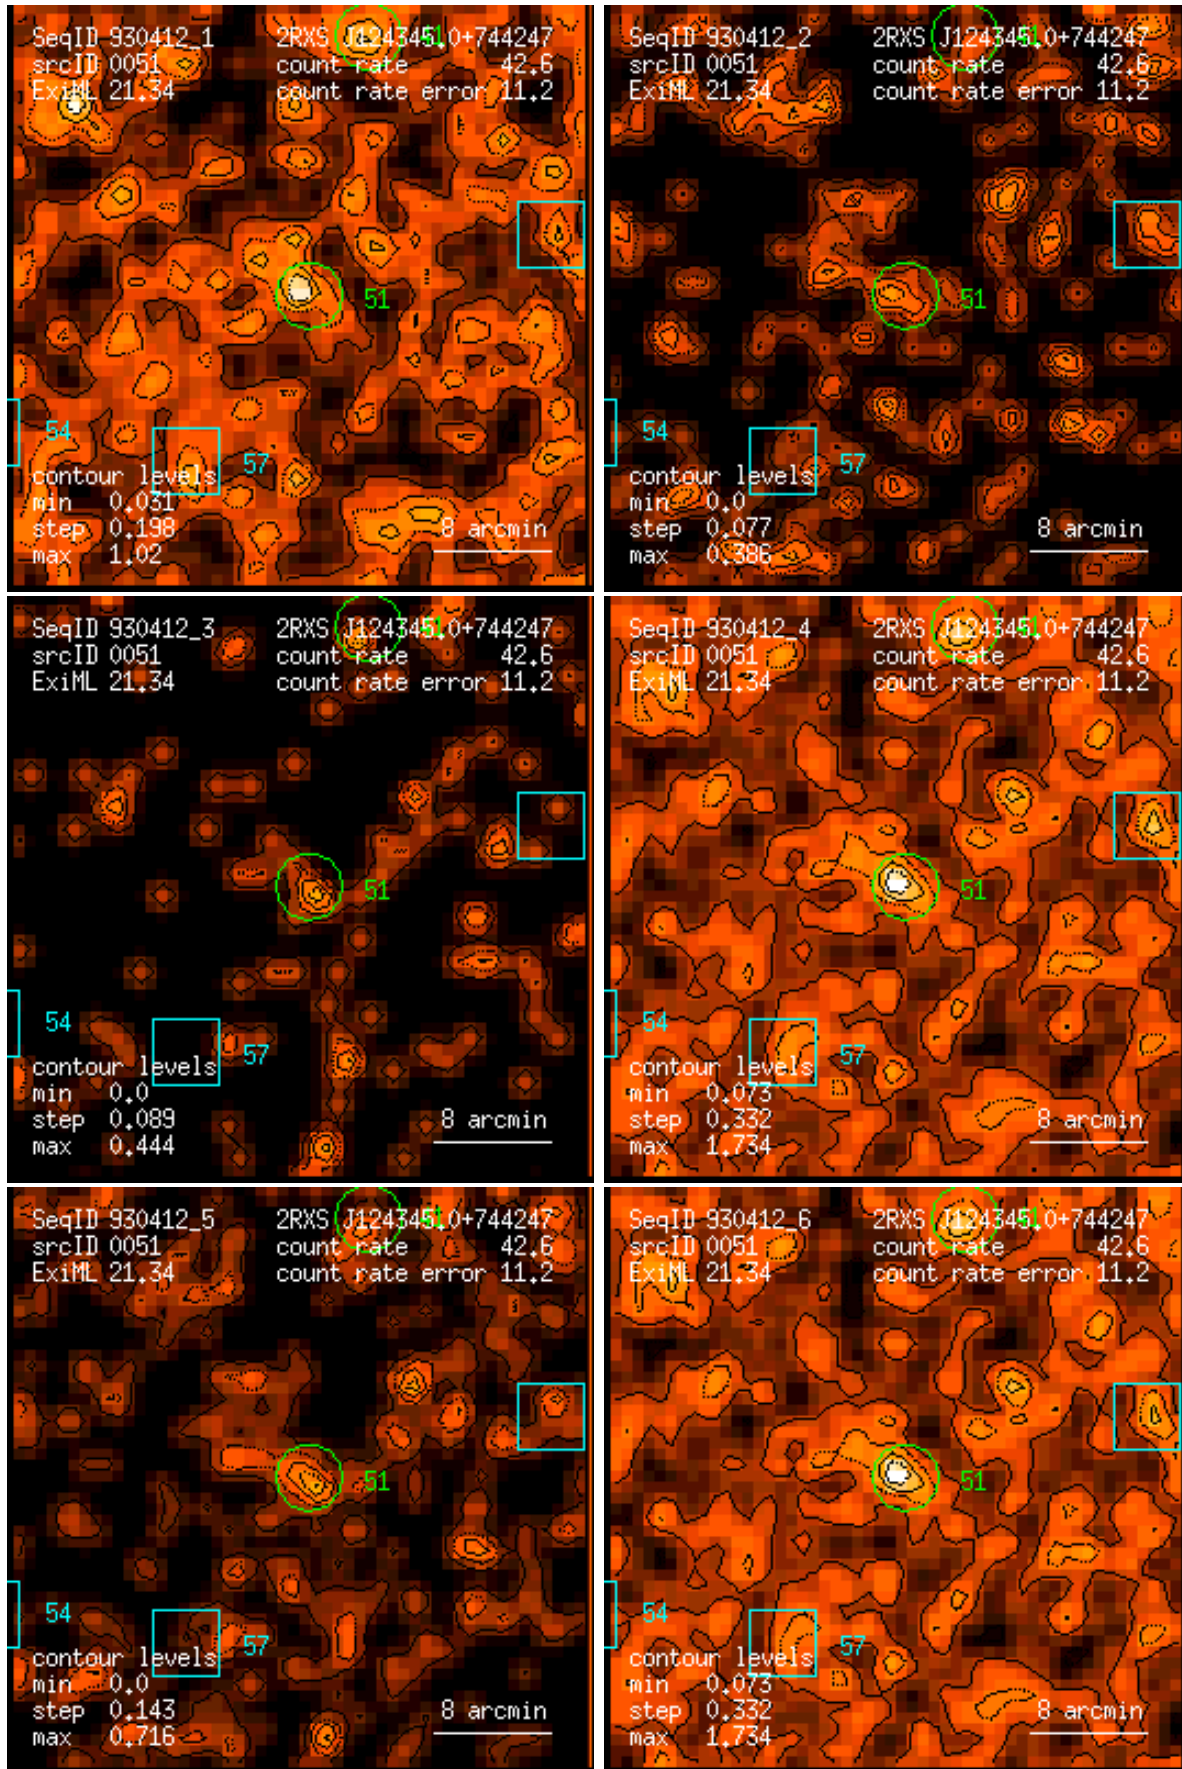 SeqID 930412_1 2RXS J124345.0+744247
srcID 0051 count rate 42.6
ExiML 21.34 count rate error 11.2
51
54
57
contour levels
min 0.031
step 0.198 8 arcmin
max 1.02
SeqID 930412_2 2RXS J124345.0+744247
srcID 0051 count rate 42.6
ExiML 21.34 count rate error 11.2
51
54
57
contour levels
min 0.0
step 0.077 8 arcmin
max 0.386
SeqID 930412_3 2RXS J124345.0+744247
srcID 0051 count rate 42.6
ExiML 21.34 count rate error 11.2
51
54
57
contour levels
min 0.0
step 0.089 8 arcmin
max 0.444
SeqID 930412_4 2RXS J124345.0+744247
srcID 0051 count rate 42.6
ExiML 21.34 count rate error 11.2
51
54
57
contour levels
min 0.073
step 0.332 8 arcmin
max 1.734
SeqID 930412_5 2RXS J124345.0+744247
srcID 0051 count rate 42.6
ExiML 21.34 count rate error 11.2
51
54
57
contour levels
min 0.0
step 0.143 8 arcmin
max 0.716
SeqID 930412_6 2RXS J124345.0+744247
srcID 0051 count rate 42.6
ExiML 21.34 count rate error 11.2
51
54
57
contour levels
min 0.073
step 0.332 8 arcmin
max 1.734